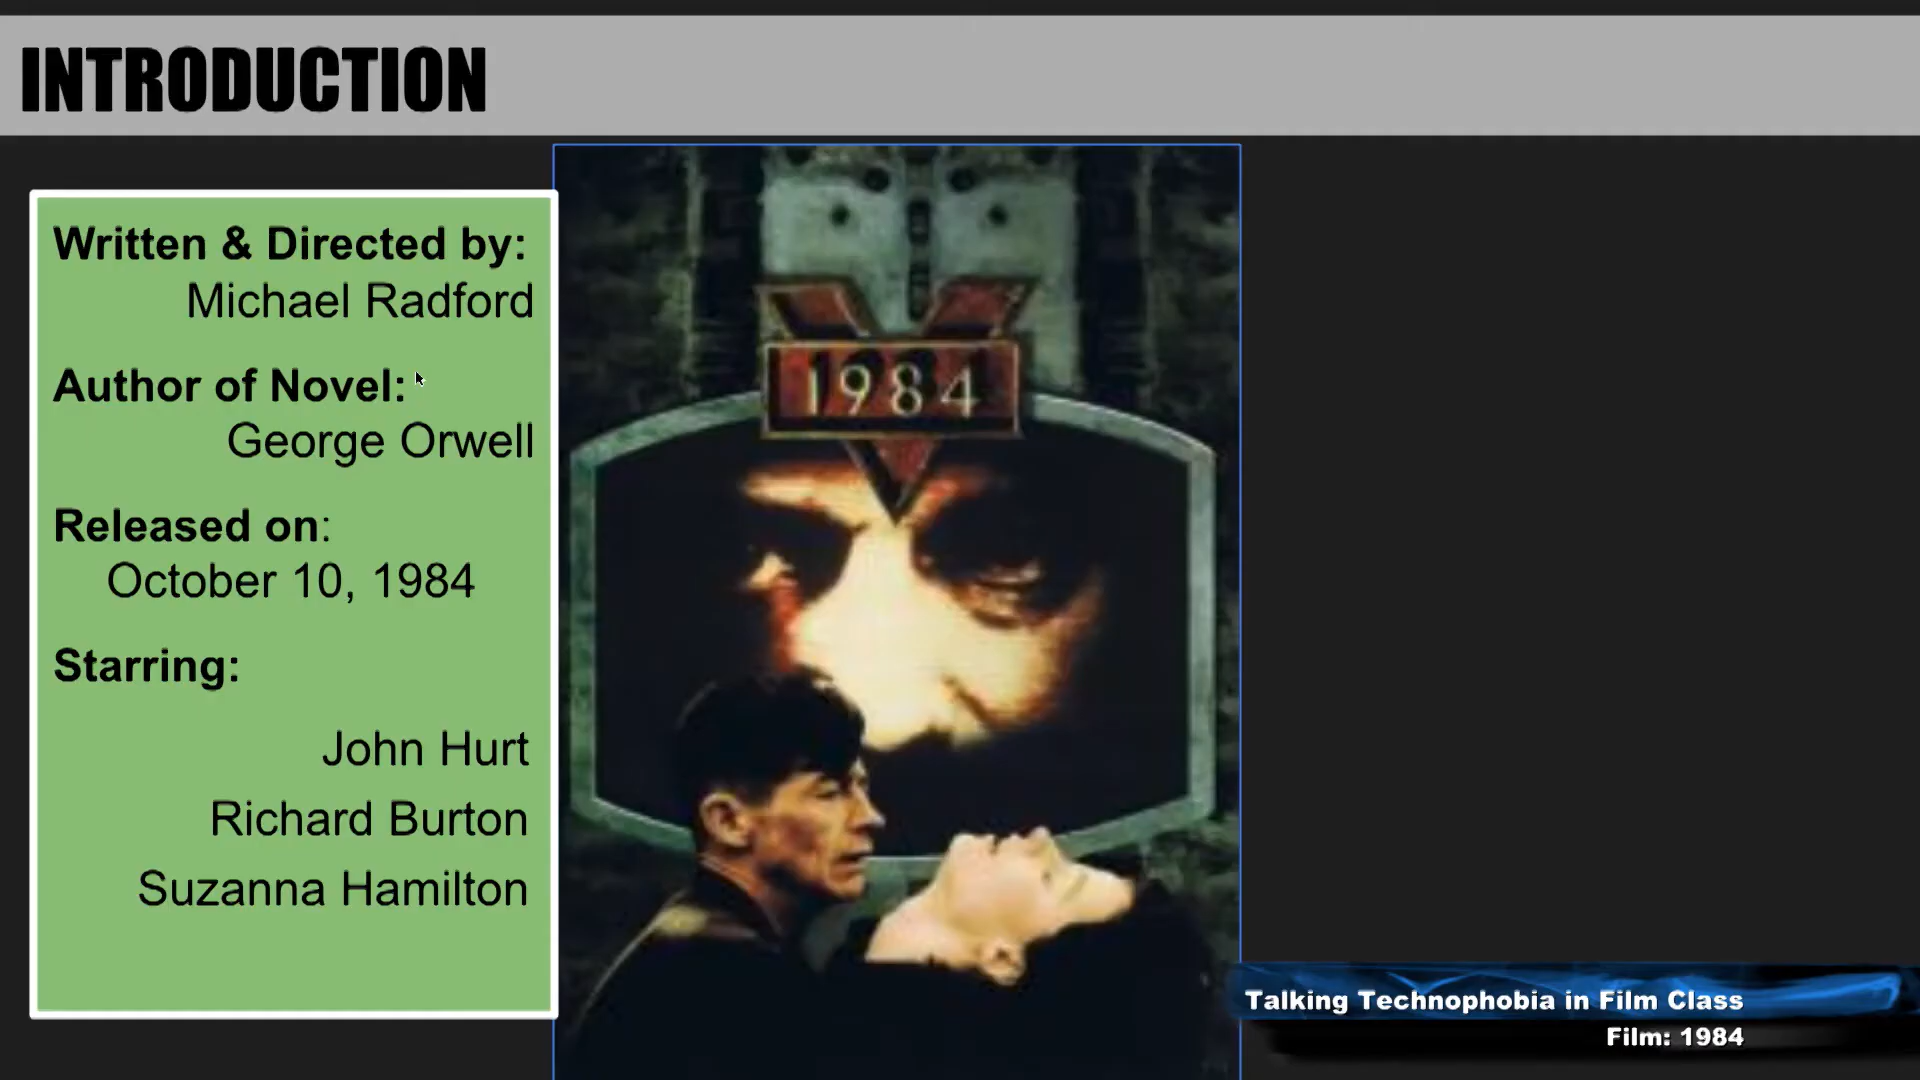 INTRODUCTION
Written & Directed by:
Michael Radford
Author of Novel:
George Orwell
Released on:
October 10, 1984
Starring:
John Hurt
Richard Burton
Suzanna Hamilton
1984
Talking Technophobia in Film Class
Film: 1984